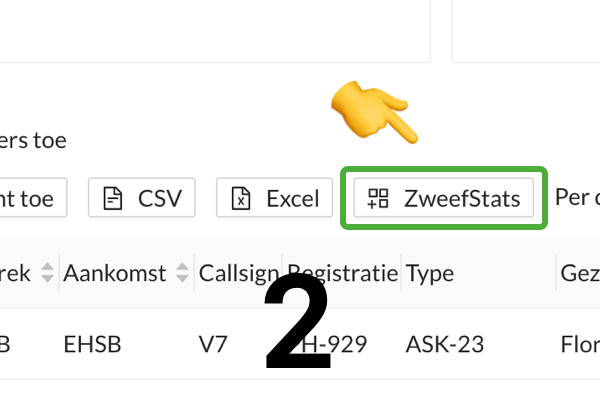 ers toe
nt toe CSV Excel ZweefStats Per
rek Aankomst Callsign Registratie Type Gez
2
B EHSB V7 H-929 ASK-23 Flor